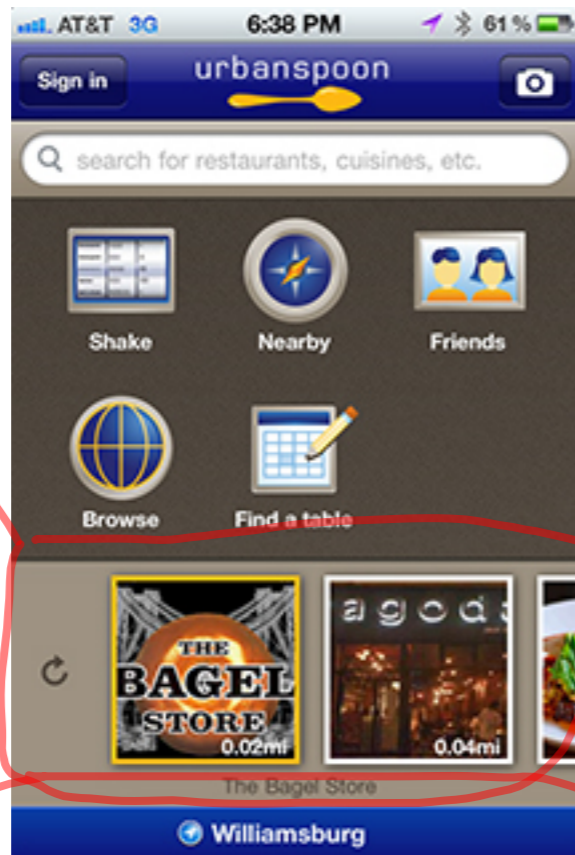 AT&T 3G 6:38 PM 61%
Sign in urbanspoon
search for restaurants, cuisines, etc.
Shake Nearby Friends
Browse Find a table
THE
BAGEL
STORE
0.02mi
agoda
0.04mi
The Bagel Store
Williamsburg